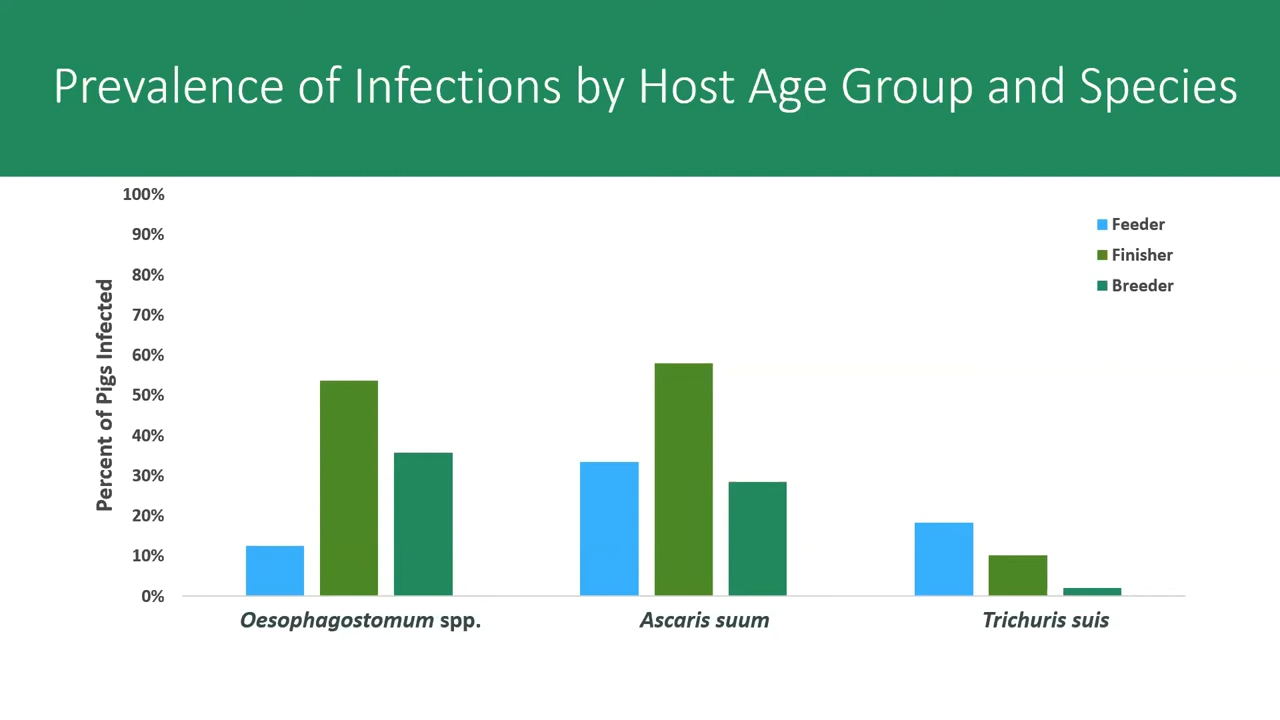 Prevalence of Infections by Host Age Group and Species
100%
90%
80%
70%
60%
50%
40%
30%
20%
10%
0%
Percent of Pigs Infected
Feeder
Finisher
Breeder
Oesophagostomum spp.
Ascaris suum
Trichuris suis